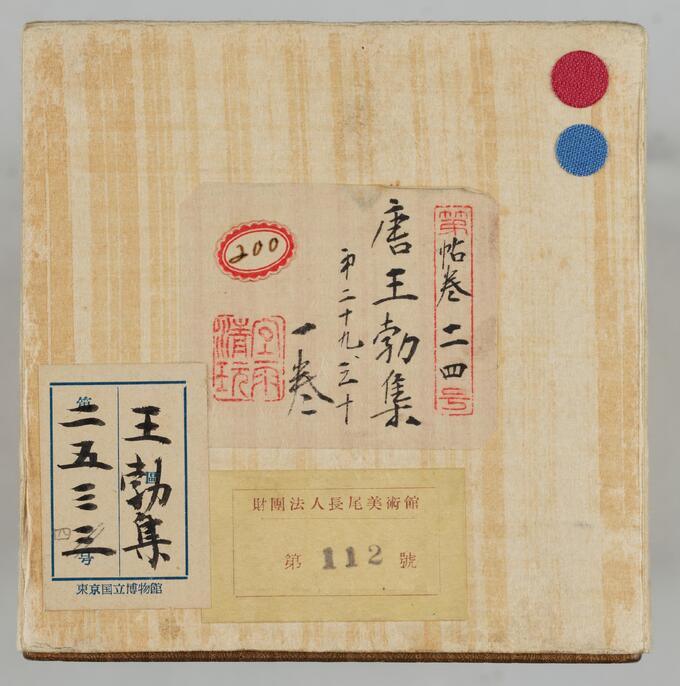 第帖巻二四号
唐王勃集
第二十九、三十
一巻
200
王勃集
第二五三三号
四
東京国立博物館
財團法人長尾美術館
第 112 號